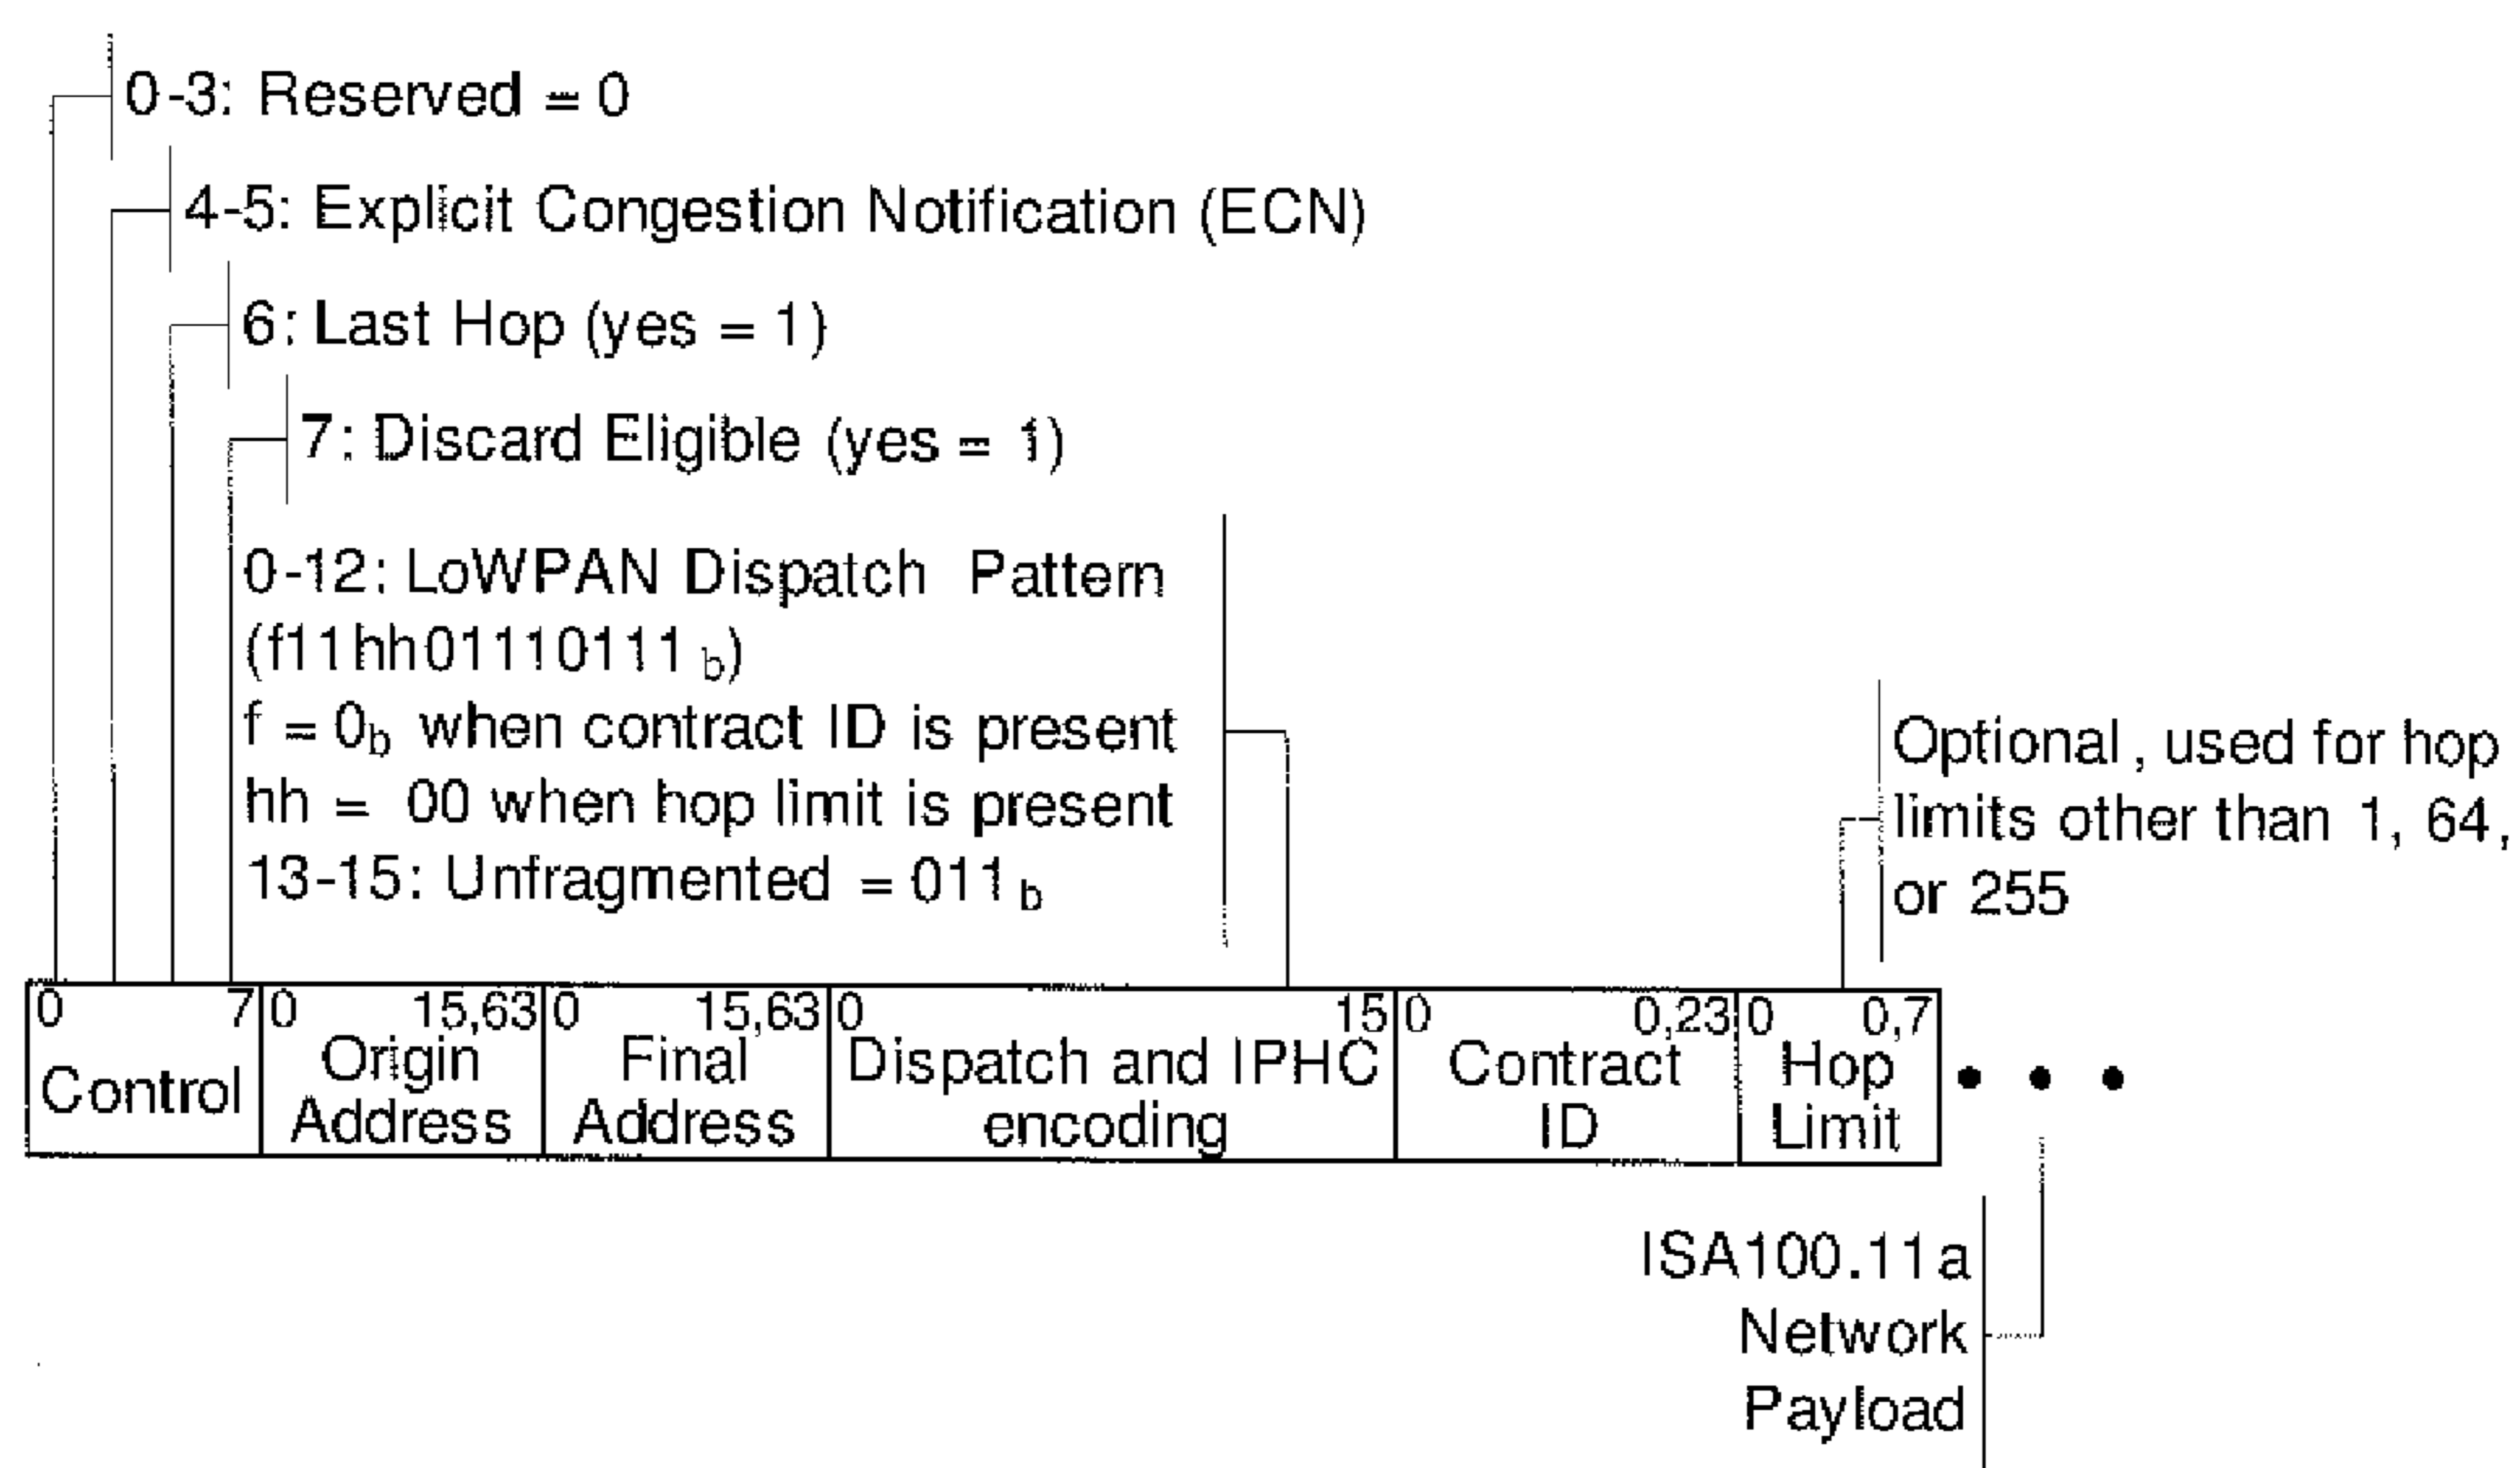 0-3: Reserved = 0
4-5: Explicit Congestion Notification (ECN)
6: Last Hop (yes = 1)
7: Discard Eligible (yes = 1)
0-12: LoWPAN Dispatch Pattern
(f11hh01110111 b)
f = 0b when contract ID is present
hh = 00 when hop limit is present
13-15: Unfragmented = 011 b
Optional, used for hop
limits other than 1, 64,
or 255
0 7 0 15,63 0 15,63 0 15 0 0,23 0 0,7
Control
Origin
Address
Final
Address
Dispatch and IPHC
encoding
Contract
ID
Hop
Limit
• • •
ISA100.11a
Network
Payload